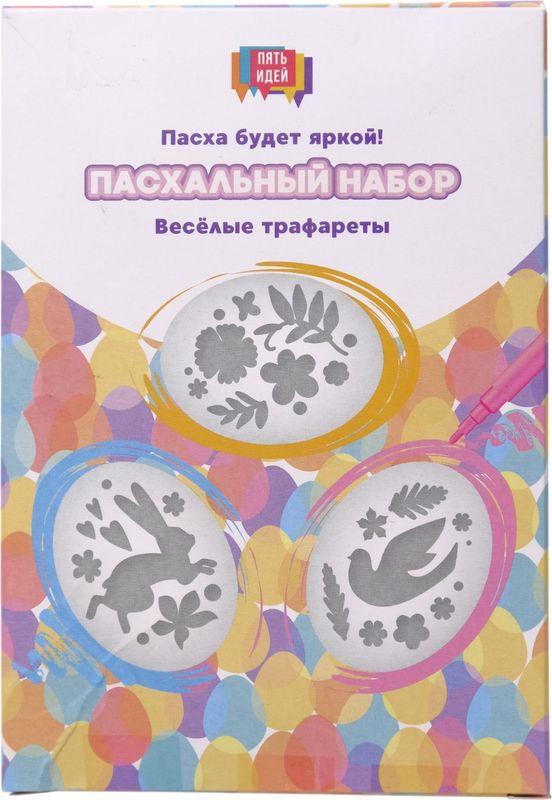 ПЯТЬ
ИДЕЙ
Пасха будет яркой!
ПАСХАЛЬНЫЙ НАБОР
Весёлые трафареты